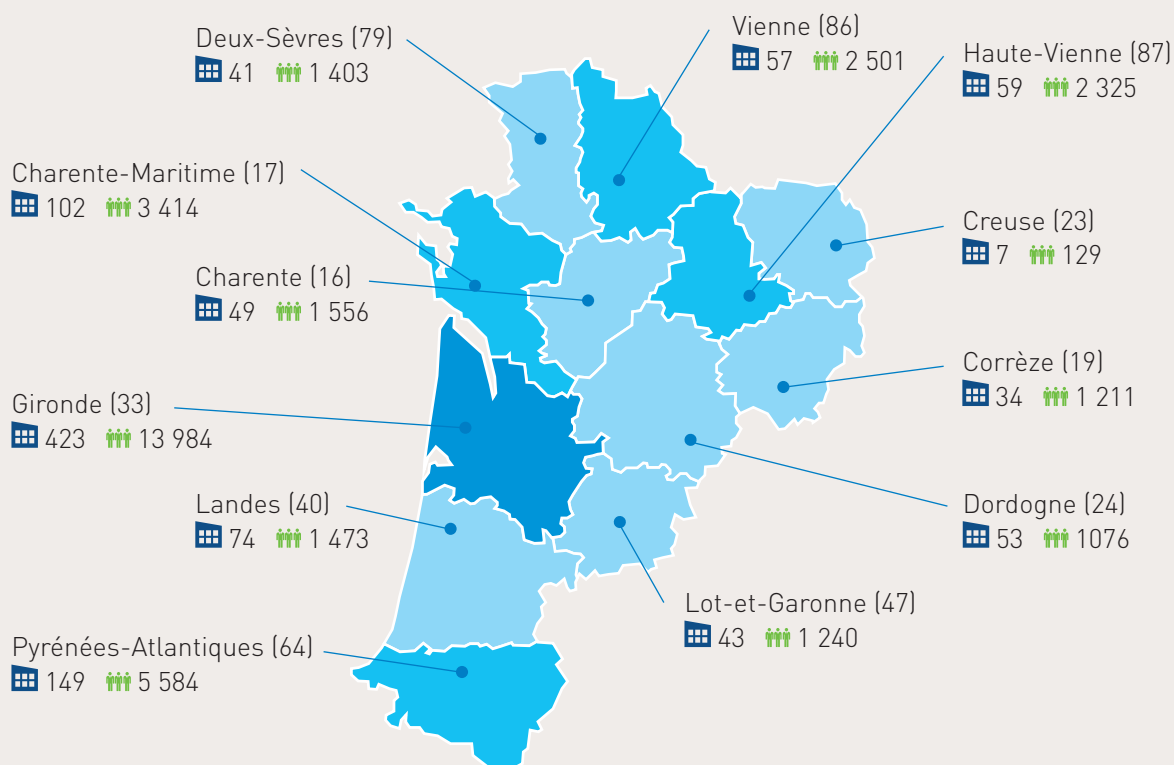 Deux-Sèvres (79)
41 1 403
Vienne (86)
57 2 501
Haute-Vienne (87)
59 2 325
Charente-Maritime (17)
102 3 414
Creuse (23)
7 129
Charente (16)
49 1 556
Corrèze (19)
34 1 211
Gironde (33)
423 13 984
Landes (40)
74 1 473
Dordogne (24)
53 1076
Lot-et-Garonne (47)
43 1 240
Pyrénées-Atlantiques (64)
149 5 584